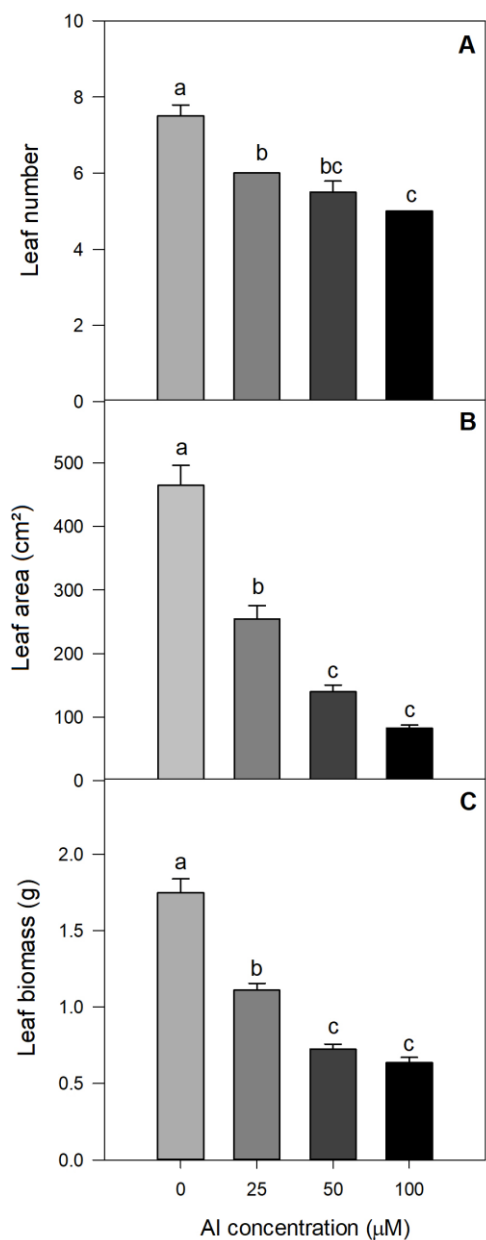 10
A
a
8
b
bc
6
c
Leaf number
4
2
0
B
a
500
400
b
Leaf area (cm²)
300
200
c
c
100
0
C
a
2.0
1.5
b
Leaf biomass (g)
1.0
c
c
0.5
0.0
0 25 50 100
Al concentration (µM)